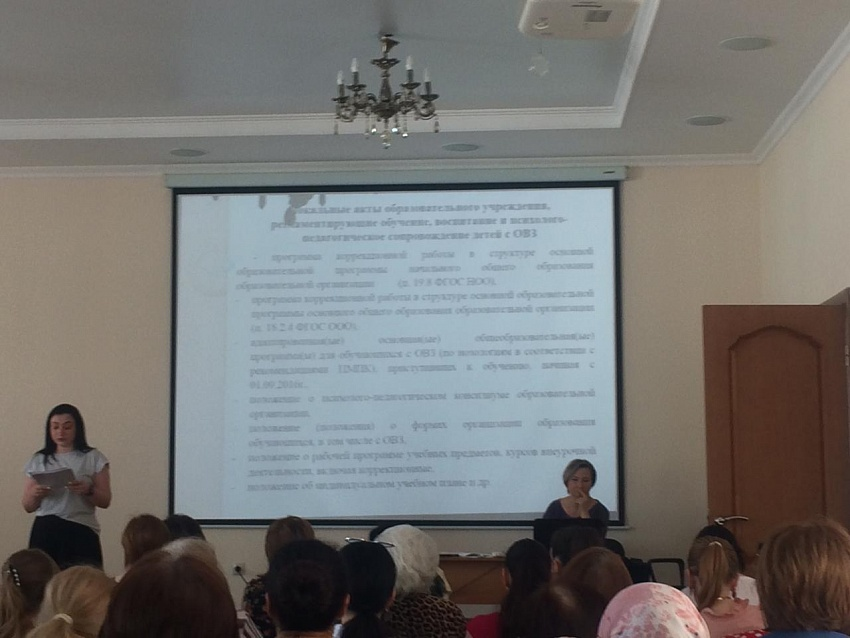 локальные акты образовательного учреждения,
регламентирующие обучение, воспитание и психолого-
педагогическое сопровождение детей с ОВЗ
- программа коррекционной работы в структуре основной
образовательной программы начального общего образования
образовательной организации (п. 19.8 ФГОС НОО),
- программа коррекционной работы в структуре основной образовательной
программы основного общего образования образовательной организации
(п. 18.2.4 ФГОС ООО),
адаптированная(ые) основная(ые) общеобразовательная(ые)
программа(ы) для обучающихся с ОВЗ (по нозологиям в соответствии с
рекомендациями ЦМПК), приступивших к обучению, начиная с
01.09.2016г.,
положение о психолого-педагогическом консилиуме образовательной
организации,
положение (положения) о формах организации образования
обучающихся, в том числе с ОВЗ,
положение о рабочей программе учебных предметов, курсов внеурочной
деятельности, включая коррекционные,
положение об индивидуальном учебном плане и др.